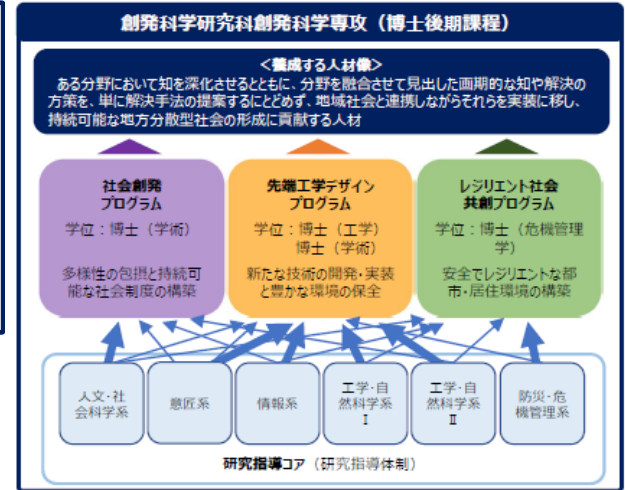 創発科学研究科創発科学専攻（博士後期課程）
＜養成する人材像＞
ある分野において知を深化させるとともに、分野を融合させて見出した画期的な知や解決の
方策を、単に解決手法の提案するにとどめず、地域社会と連携しながらそれらを実装に移し、
持続可能な地方分散型社会の形成に貢献する人材
社会創発
プログラム
学位：博士（学術）
多様性の包摂と持続可
能な社会制度の構築
先端工学デザイン
プログラム
学位：博士（工学）
博士（学術）
新たな技術の開発・実装
と豊かな環境の保全
レジリエント社会
共創プログラム
学位：博士（危機管理
学）
安全でレジリエントな都
市・居住環境の構築
人文・社
会科学系
意匠系
情報系
工学・自
然科学系
Ⅰ
工学・自
然科学系
Ⅱ
防災・危
機管理系
研究指導コア（研究指導体制）